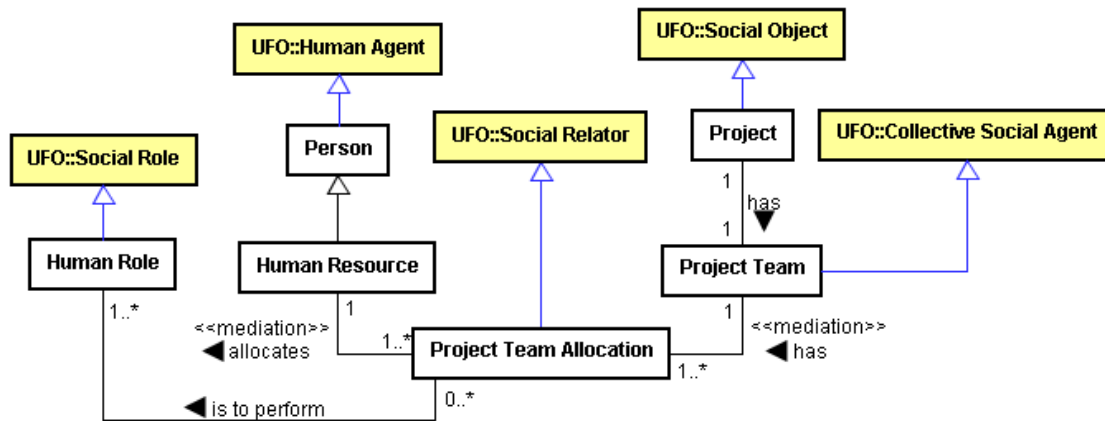 UFO::Social Object
UFO::Human Agent
UFO::Social Relator
Project
UFO::Collective Social Agent
Person
UFO::Social Role
1
has
1
Human Role
Human Resource
Project Team
1..*
1
1
<<mediation>>
allocates
1..*
Project Team Allocation
1..*
<<mediation>>
has
0..*
is to perform